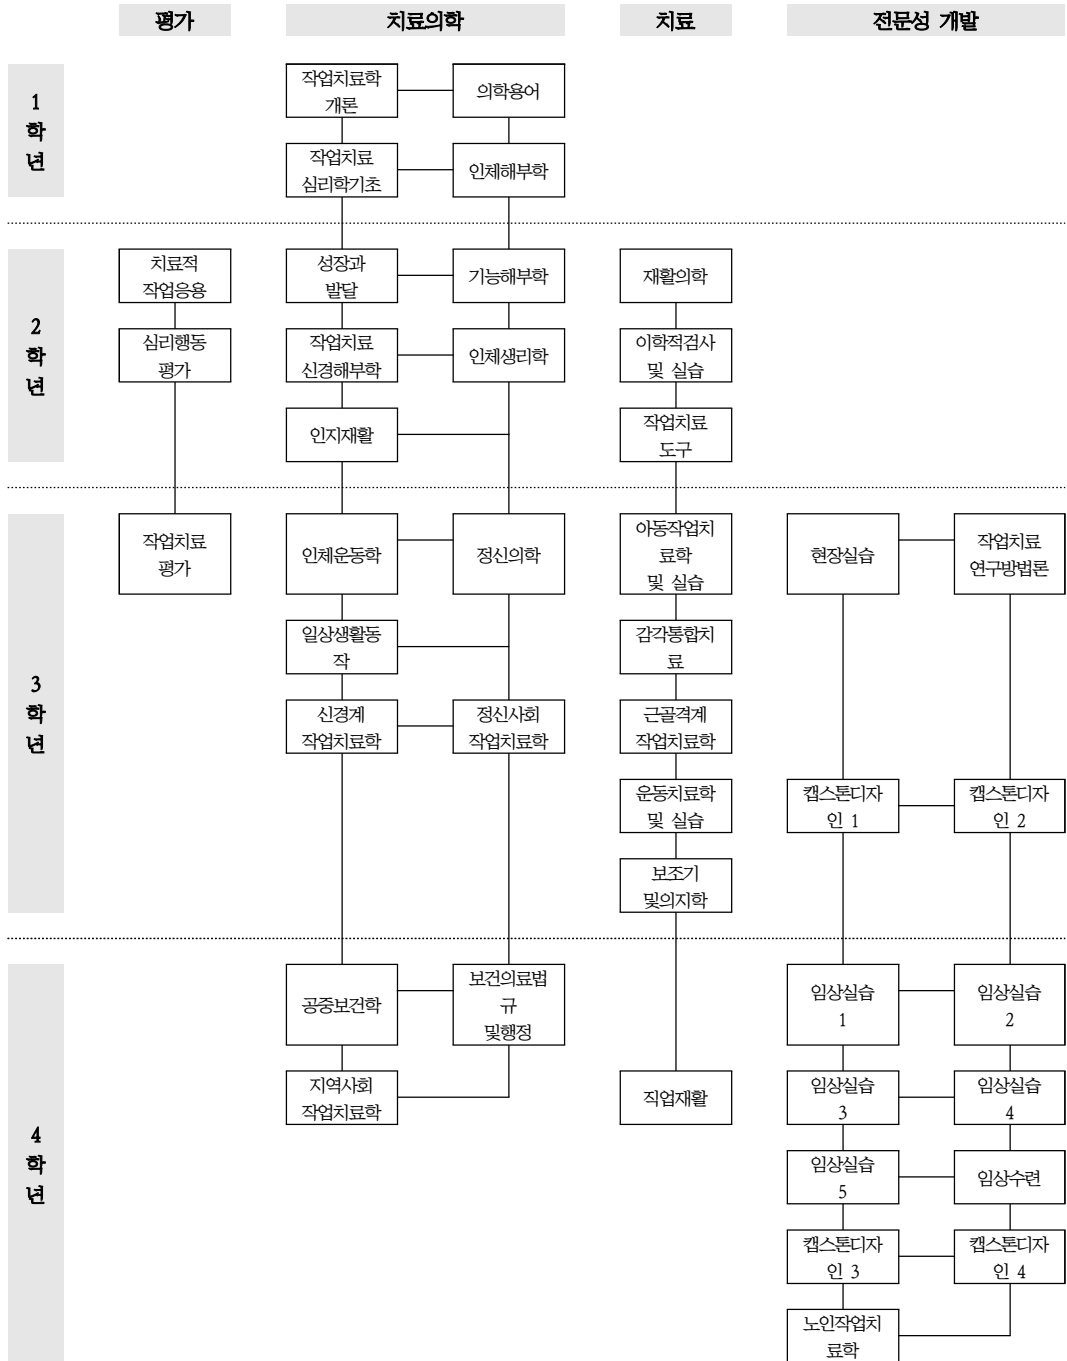 평가
치료의학
치료
전문성 개발
1
학
년
작업치료학
개론
의학용어
작업치료
심리학기초
인체해부학
2
학
년
치료적
작업응용
성장과
발달
기능해부학
재활의학
심리행동
평가
작업치료
신경해부학
인체생리학
이학적검사
및 실습
인지재활
작업치료
도구
3
학
년
작업치료
평가
인체운동학
정신의학
아동작업치
료학
및 실습
현장실습
작업치료
연구방법론
일상생활동
작
감각통합치
료
신경계
작업치료학
정신사회
작업치료학
근골격계
작업치료학
운동치료학
및 실습
캡스톤디자
인 1
캡스톤디자
인 2
보조기
및의지학
4
학
년
공중보건학
보건의료법
규
및행정
임상실습
1
임상실습
2
지역사회
작업치료학
직업재활
임상실습
3
임상실습
4
임상실습
5
임상수련
캡스톤디자
인 3
캡스톤디자
인 4
노인작업치
료학